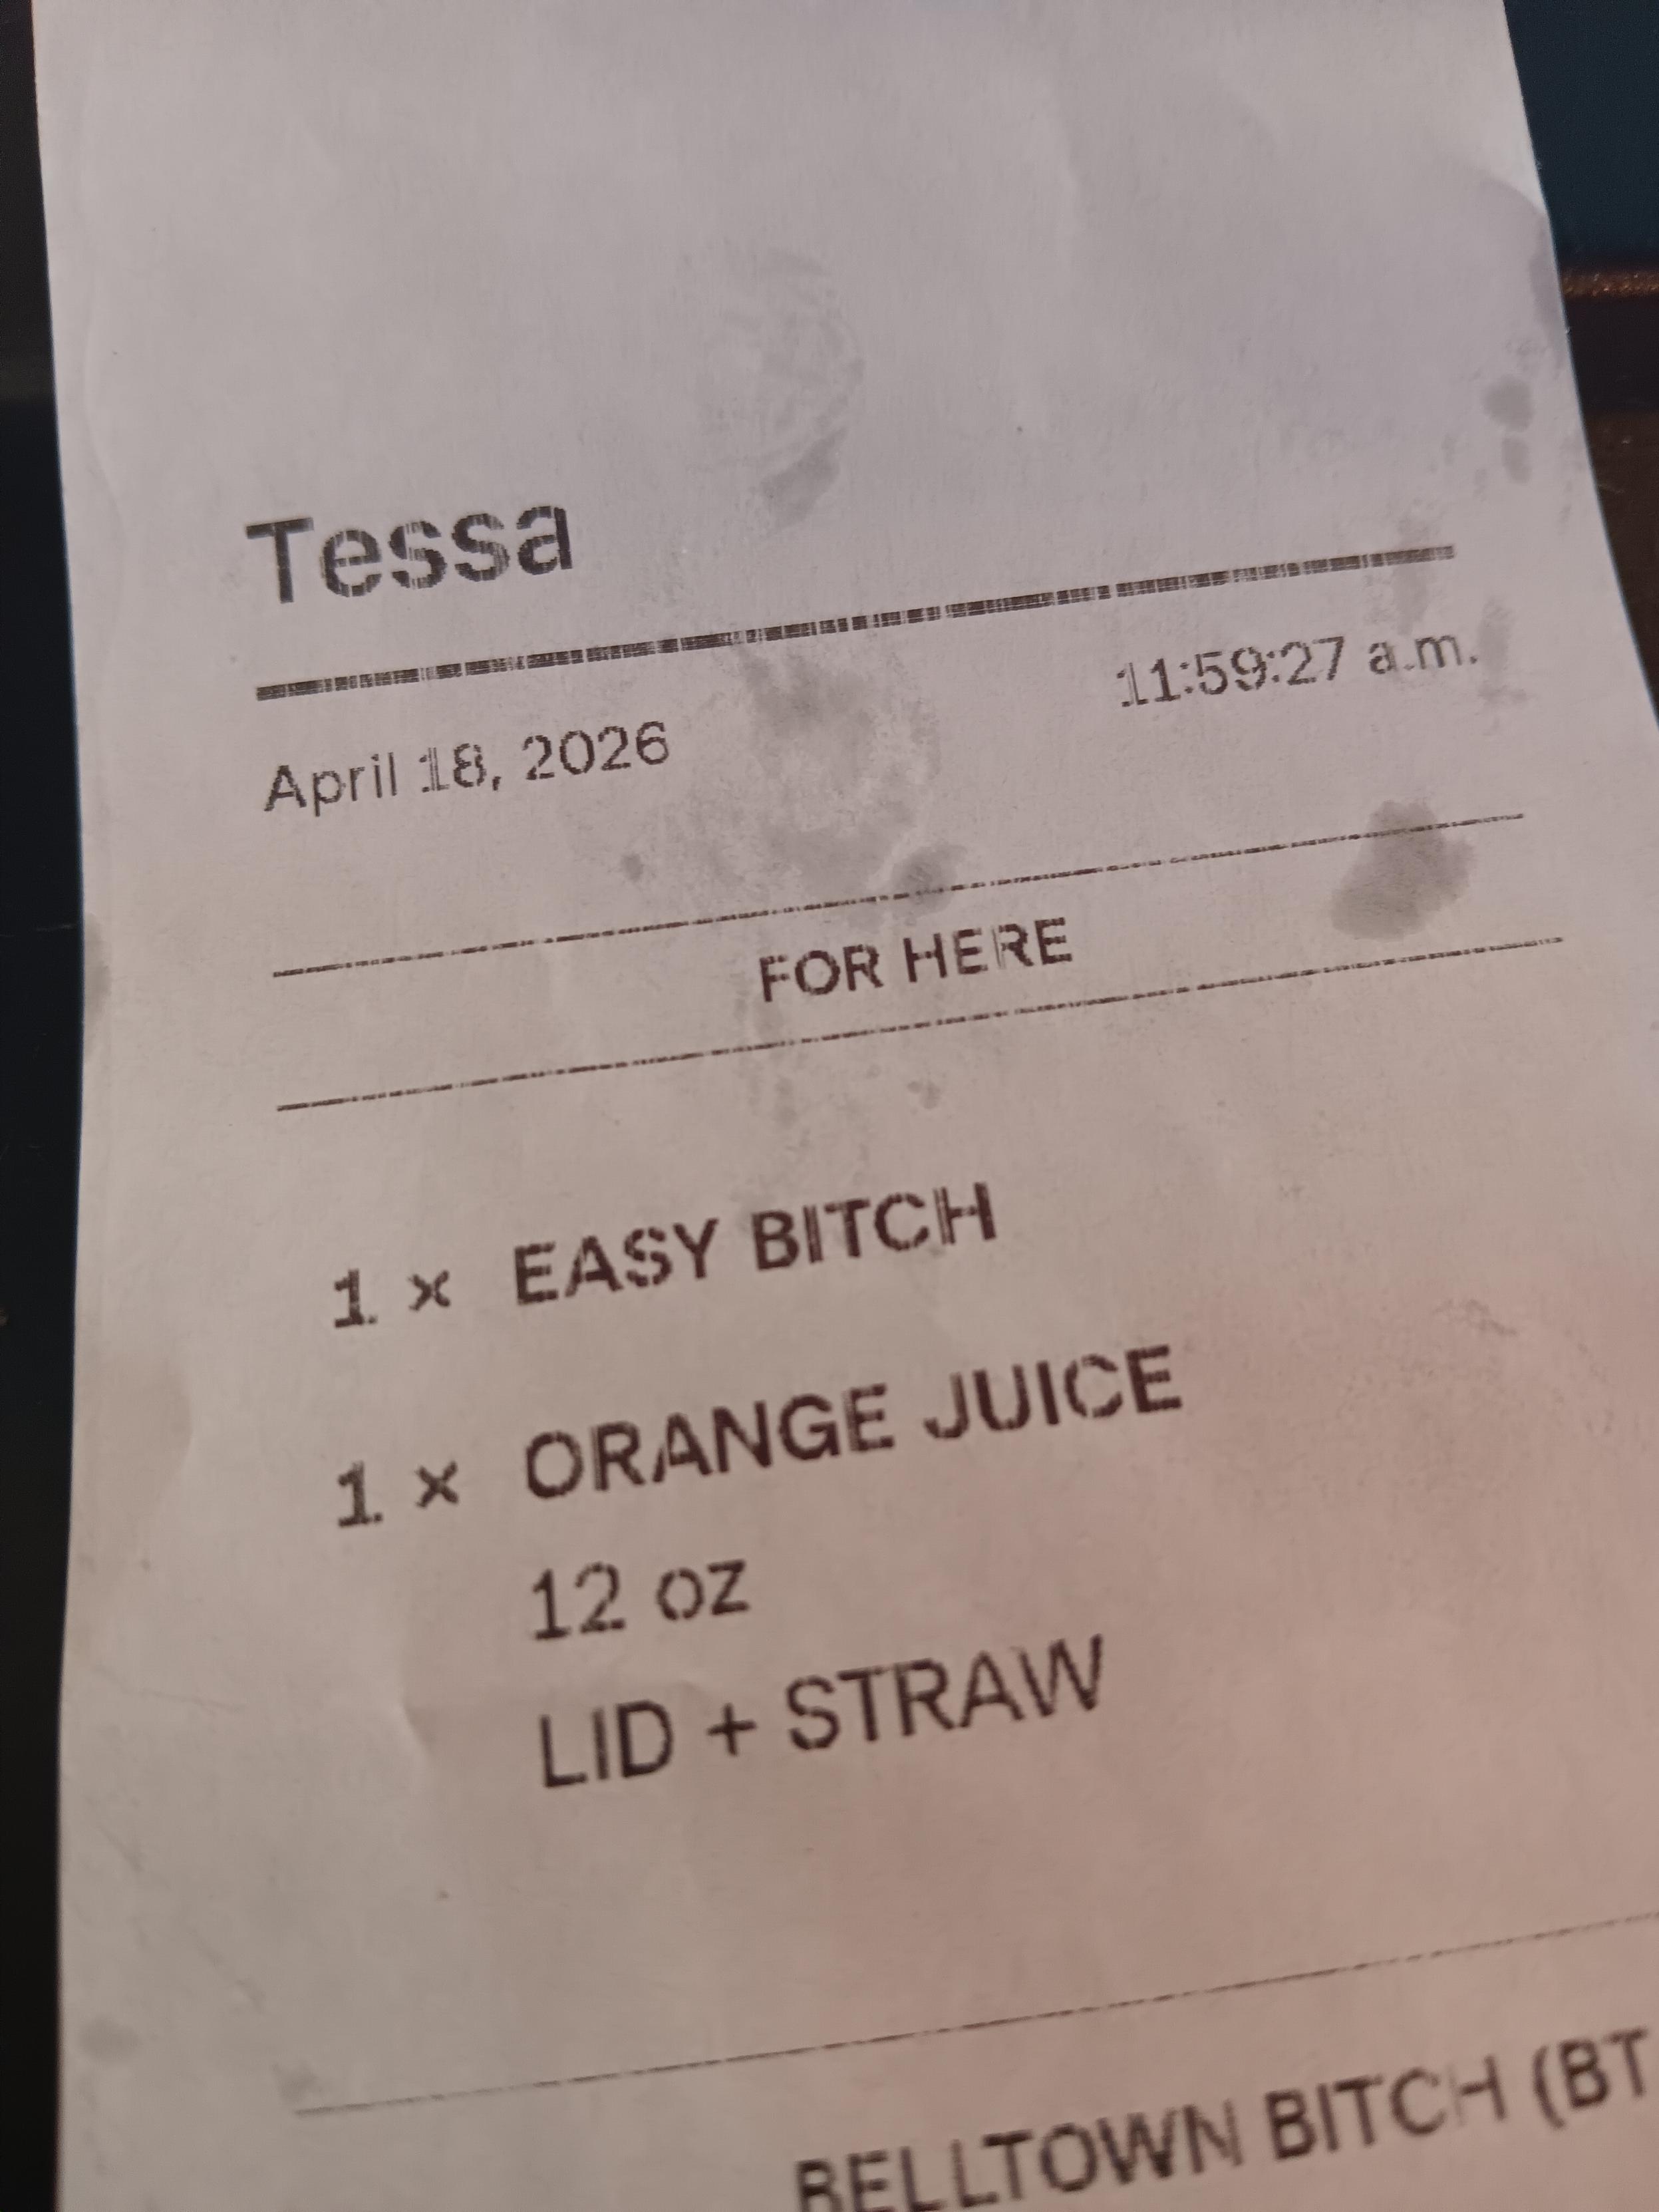 Tessa
April 18, 2026 11:59:27 a.m.
FOR HERE
1 x EASY BITCH
1 x ORANGE JUICE
12 oz
LID + STRAW
BELLTOWN BITCH (BT